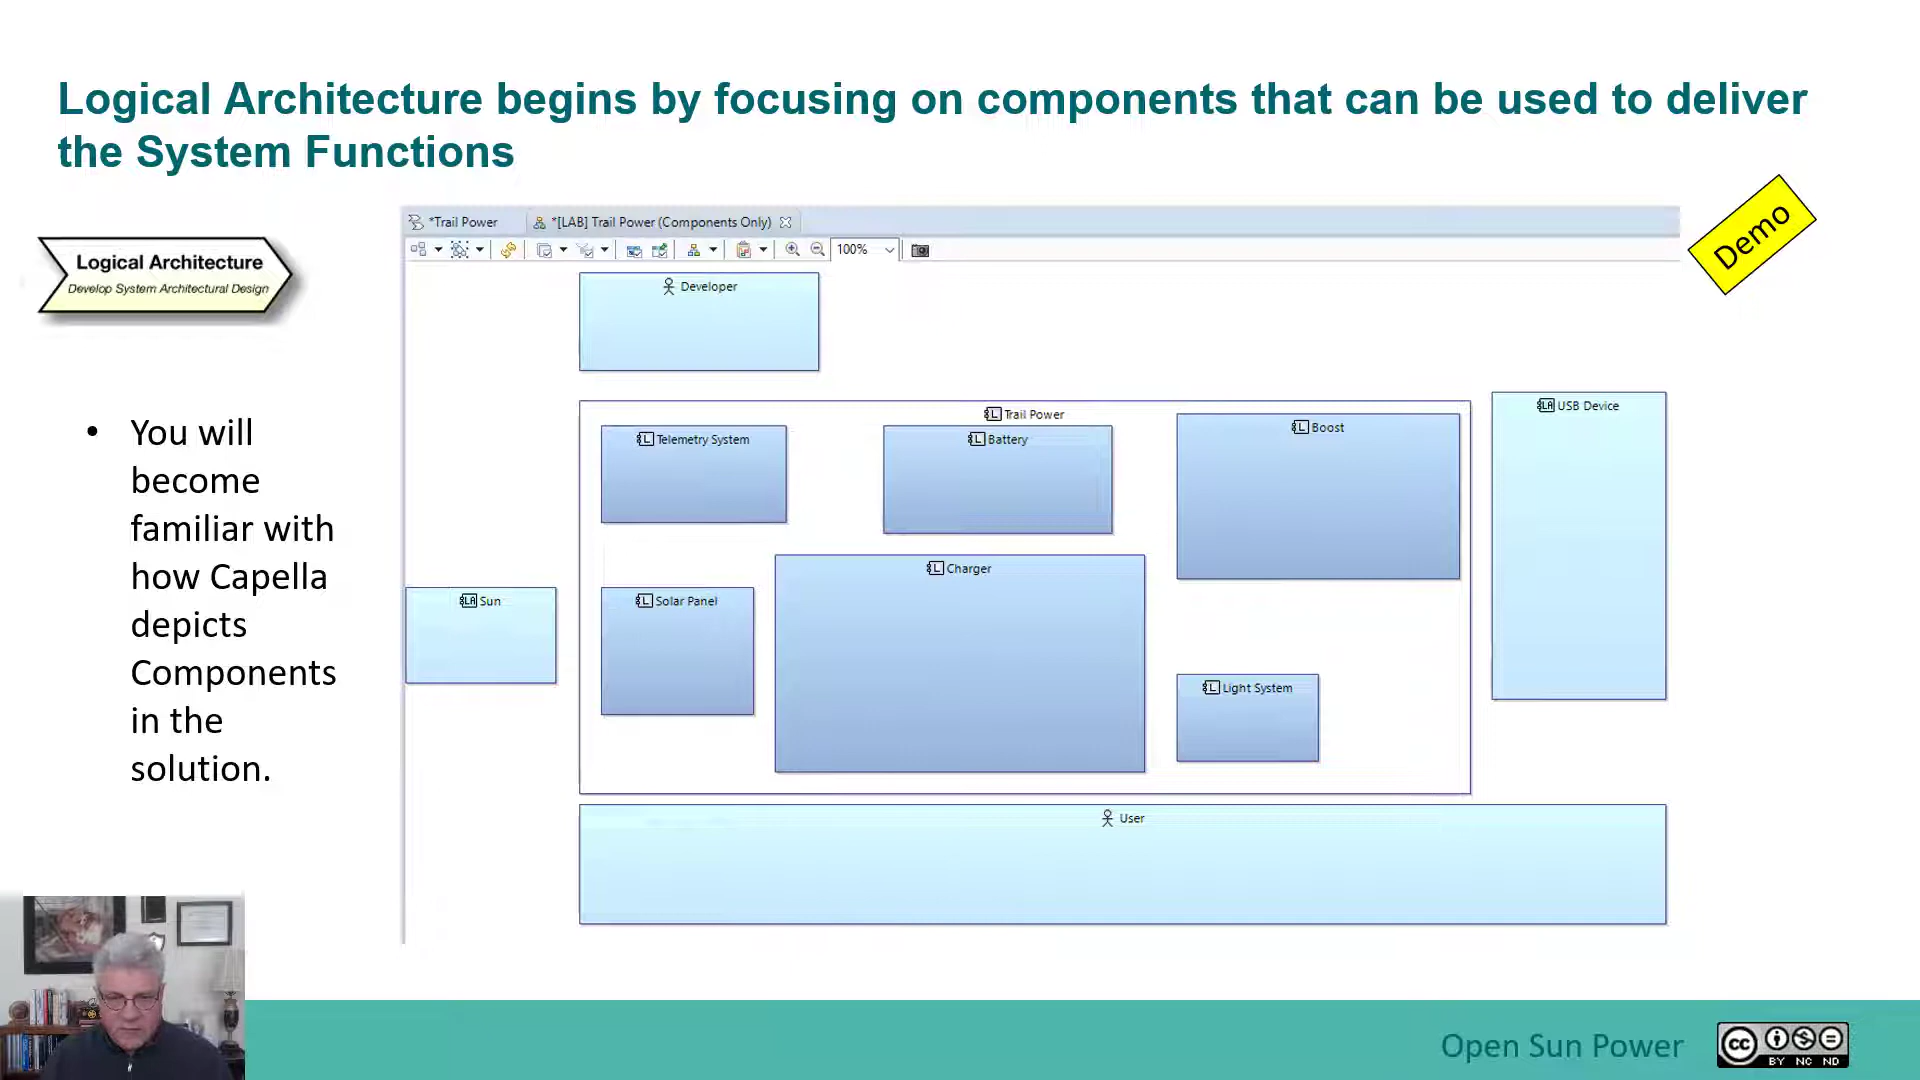 Logical Architecture begins by focusing on components that can be used to deliver
the System Functions
Demo
Logical Architecture
Develop System Architectural Design
• You will
become
familiar with
how Capella
depicts
Components
in the
solution.
*Trail Power
*[LAB] Trail Power (Components Only)
100%
Developer
Trail Power
LA USB Device
Telemetry System
Battery
Boost
Charger
LA Sun
Solar Panel
Light System
User
Open Sun Power
cc
BY NC ND